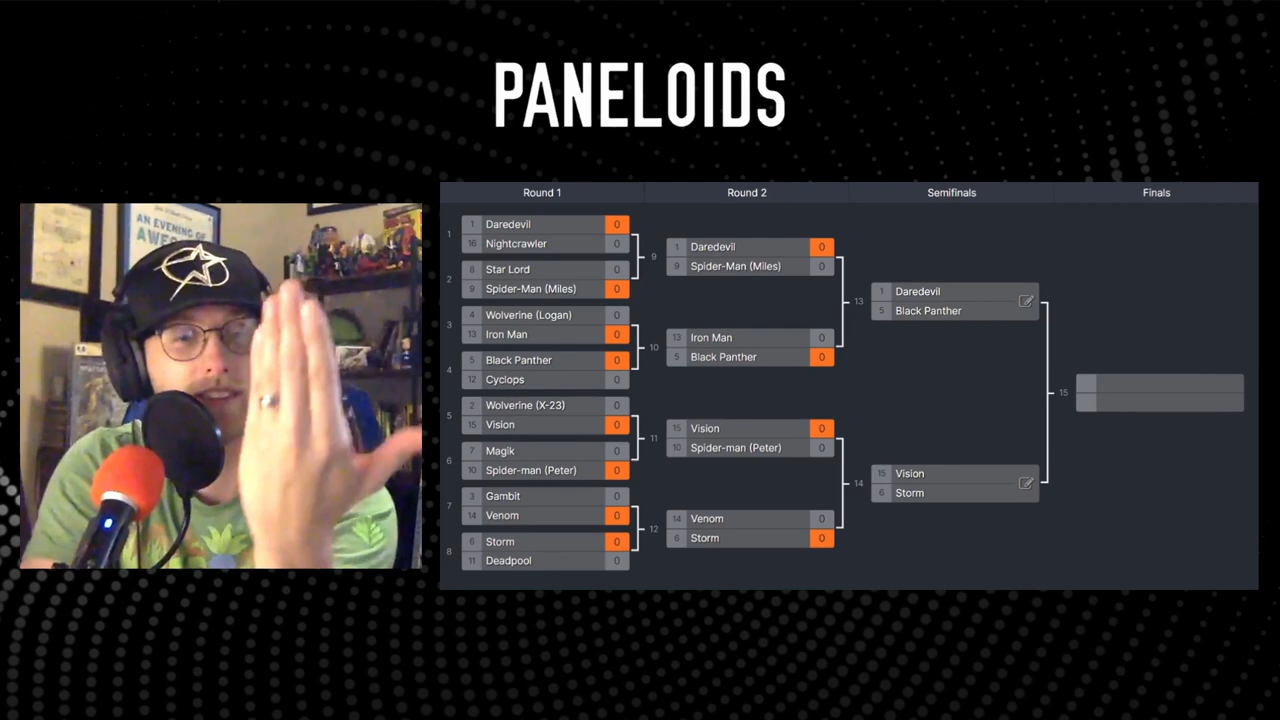 PANELOIDS
AN EVENING OF
Round 1
Round 2
Semifinals
Finals
1
1 Daredevil 0
16 Nightcrawler 0
2
8 Star Lord 0
9 Spider-Man (Miles) 0
3
4 Wolverine (Logan) 0
13 Iron Man 0
4
5 Black Panther 0
12 Cyclops 0
5
2 Wolverine (X-23) 0
15 Vision 0
6
7 Magik 0
10 Spider-man (Peter) 0
7
3 Gambit 0
14 Venom 0
8
6 Storm 0
11 Deadpool 0
9
1 Daredevil 0
9 Spider-Man (Miles) 0
10
13 Iron Man 0
5 Black Panther 0
11
15 Vision 0
10 Spider-man (Peter) 0
12
14 Venom 0
6 Storm 0
13
1 Daredevil
5 Black Panther
14
15 Vision
6 Storm
15